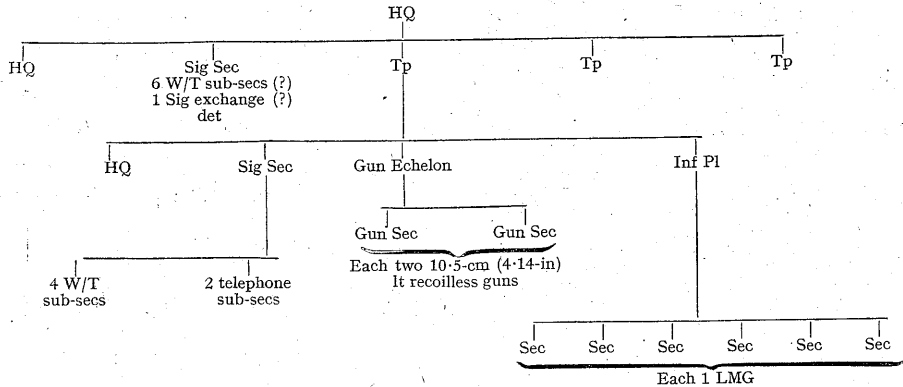 HQ
HQ
Sig Sec
6 W/T sub-secs (?)
1 Sig exchange (?)
det
Tp
Tp
Tp
HQ
Sig Sec
Gun Echelon
Inf Pl
Gun Sec
Gun Sec
Each two 10·5-cm (4·14-in)
lt recoilless guns
4 W/T
sub-secs
2 telephone
sub-secs
Sec
Sec
Sec
Sec
Sec
Sec
Each 1 LMG